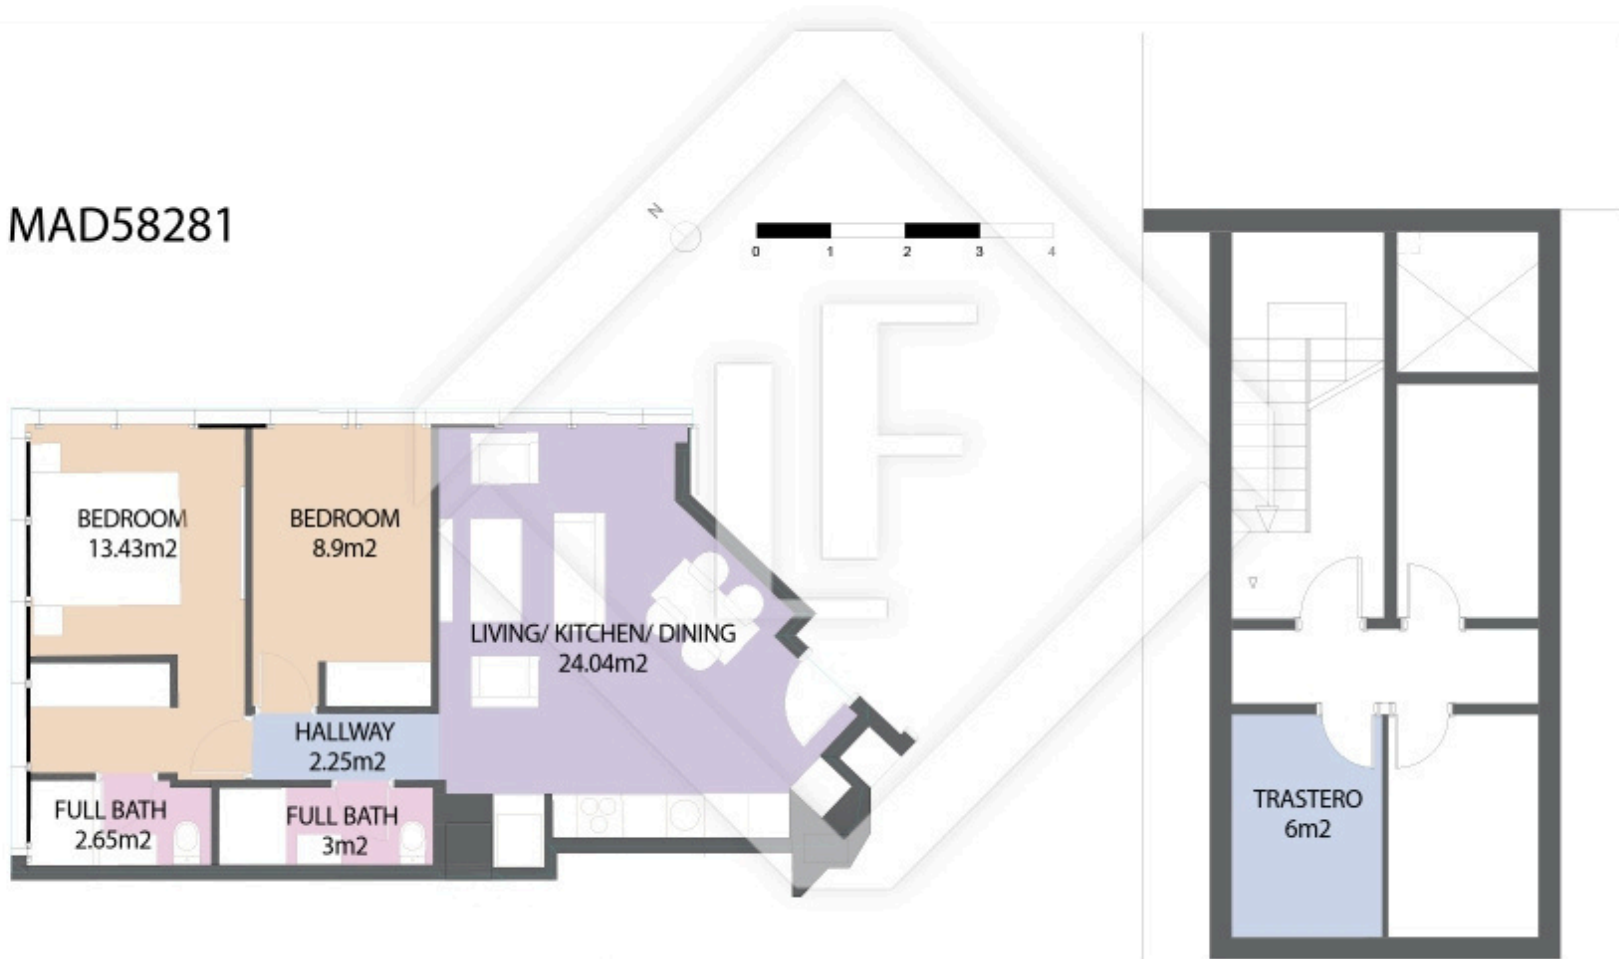 MAD58281
N
0 1 2 3 4
BEDROOM
13.43m2
BEDROOM
8.9m2
LIVING/ KITCHEN/ DINING
24.04m2
HALLWAY
2.25m2
FULL BATH
2.65m2
FULL BATH
3m2
TRASTERO
6m2